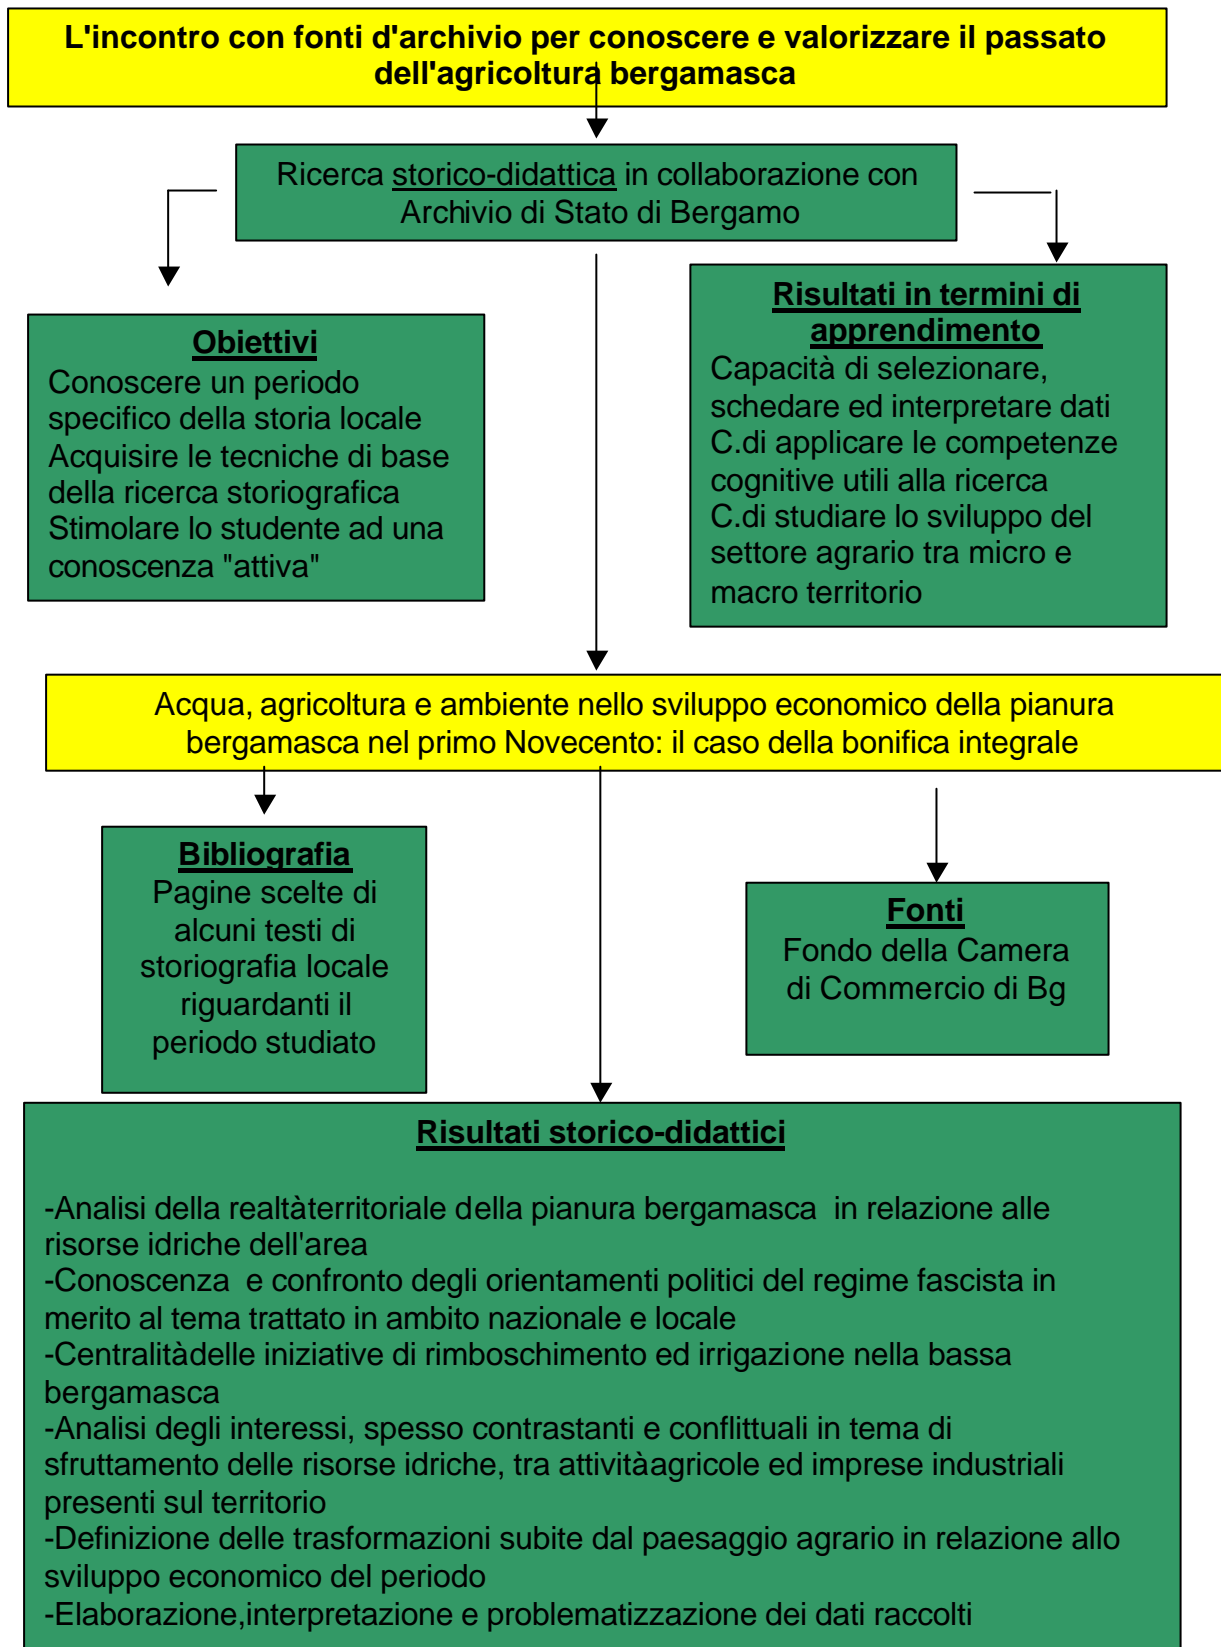 L'incontro con fonti d'archivio per conoscere e valorizzare il passato
dell'agricoltura bergamasca
Ricerca storico-didattica in collaborazione con
Archivio di Stato di Bergamo
Obiettivi
Conoscere un periodo
specifico della storia locale
Acquisire le tecniche di base
della ricerca storiografica
Stimolare lo studente ad una
conoscenza "attiva"
Risultati in termini di
apprendimento
Capacità di selezionare,
schedare ed interpretare dati
C.di applicare le competenze
cognitive utili alla ricerca
C.di studiare lo sviluppo del
settore agrario tra micro e
macro territorio
Acqua, agricoltura e ambiente nello sviluppo economico della pianura
bergamasca nel primo Novecento: il caso della bonifica integrale
Bibliografia
Pagine scelte di
alcuni testi di
storiografia locale
riguardanti il
periodo studiato
Fonti
Fondo della Camera
di Commercio di Bg
Risultati storico-didattici
-Analisi della realtàterritoriale della pianura bergamasca  in relazione alle
risorse idriche dell'area
-Conoscenza  e confronto degli orientamenti politici del regime fascista in
merito al tema trattato in ambito nazionale e locale
-Centralitàdelle iniziative di rimboschimento ed irrigazione nella bassa
bergamasca
-Analisi degli interessi, spesso contrastanti e conflittuali in tema di
sfruttamento delle risorse idriche, tra attivitàagricole ed imprese industriali
presenti sul territorio
-Definizione delle trasformazioni subite dal paesaggio agrario in relazione allo
sviluppo economico del periodo
-Elaborazione,interpretazione e problematizzazione dei dati raccolti